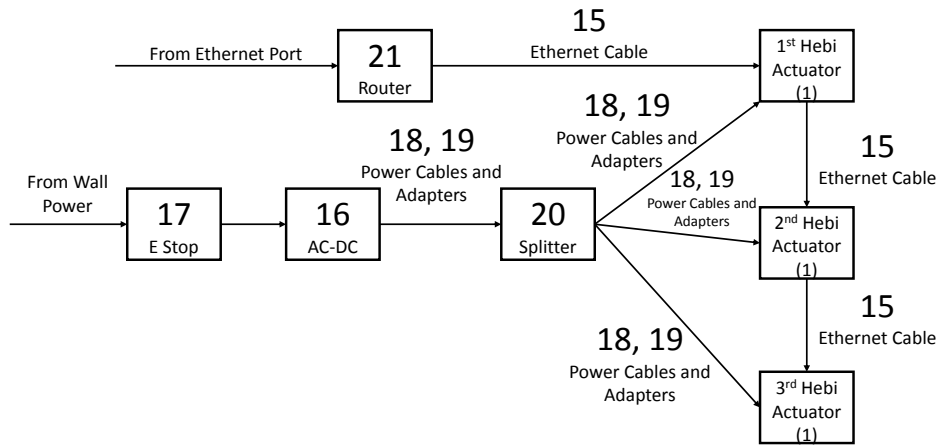 15
From Ethernet Port
21
Router
Ethernet Cable
1st Hebi
Actuator
(1)
18, 19
Power Cables and
Adapters
18, 19
Power Cables and
Adapters
15
Ethernet Cable
From Wall
Power
17
E Stop
16
AC-DC
20
Splitter
18, 19
Power Cables and
Adapters
2nd Hebi
Actuator
(1)
15
Ethernet Cable
18, 19
Power Cables and
Adapters
3rd Hebi
Actuator
(1)